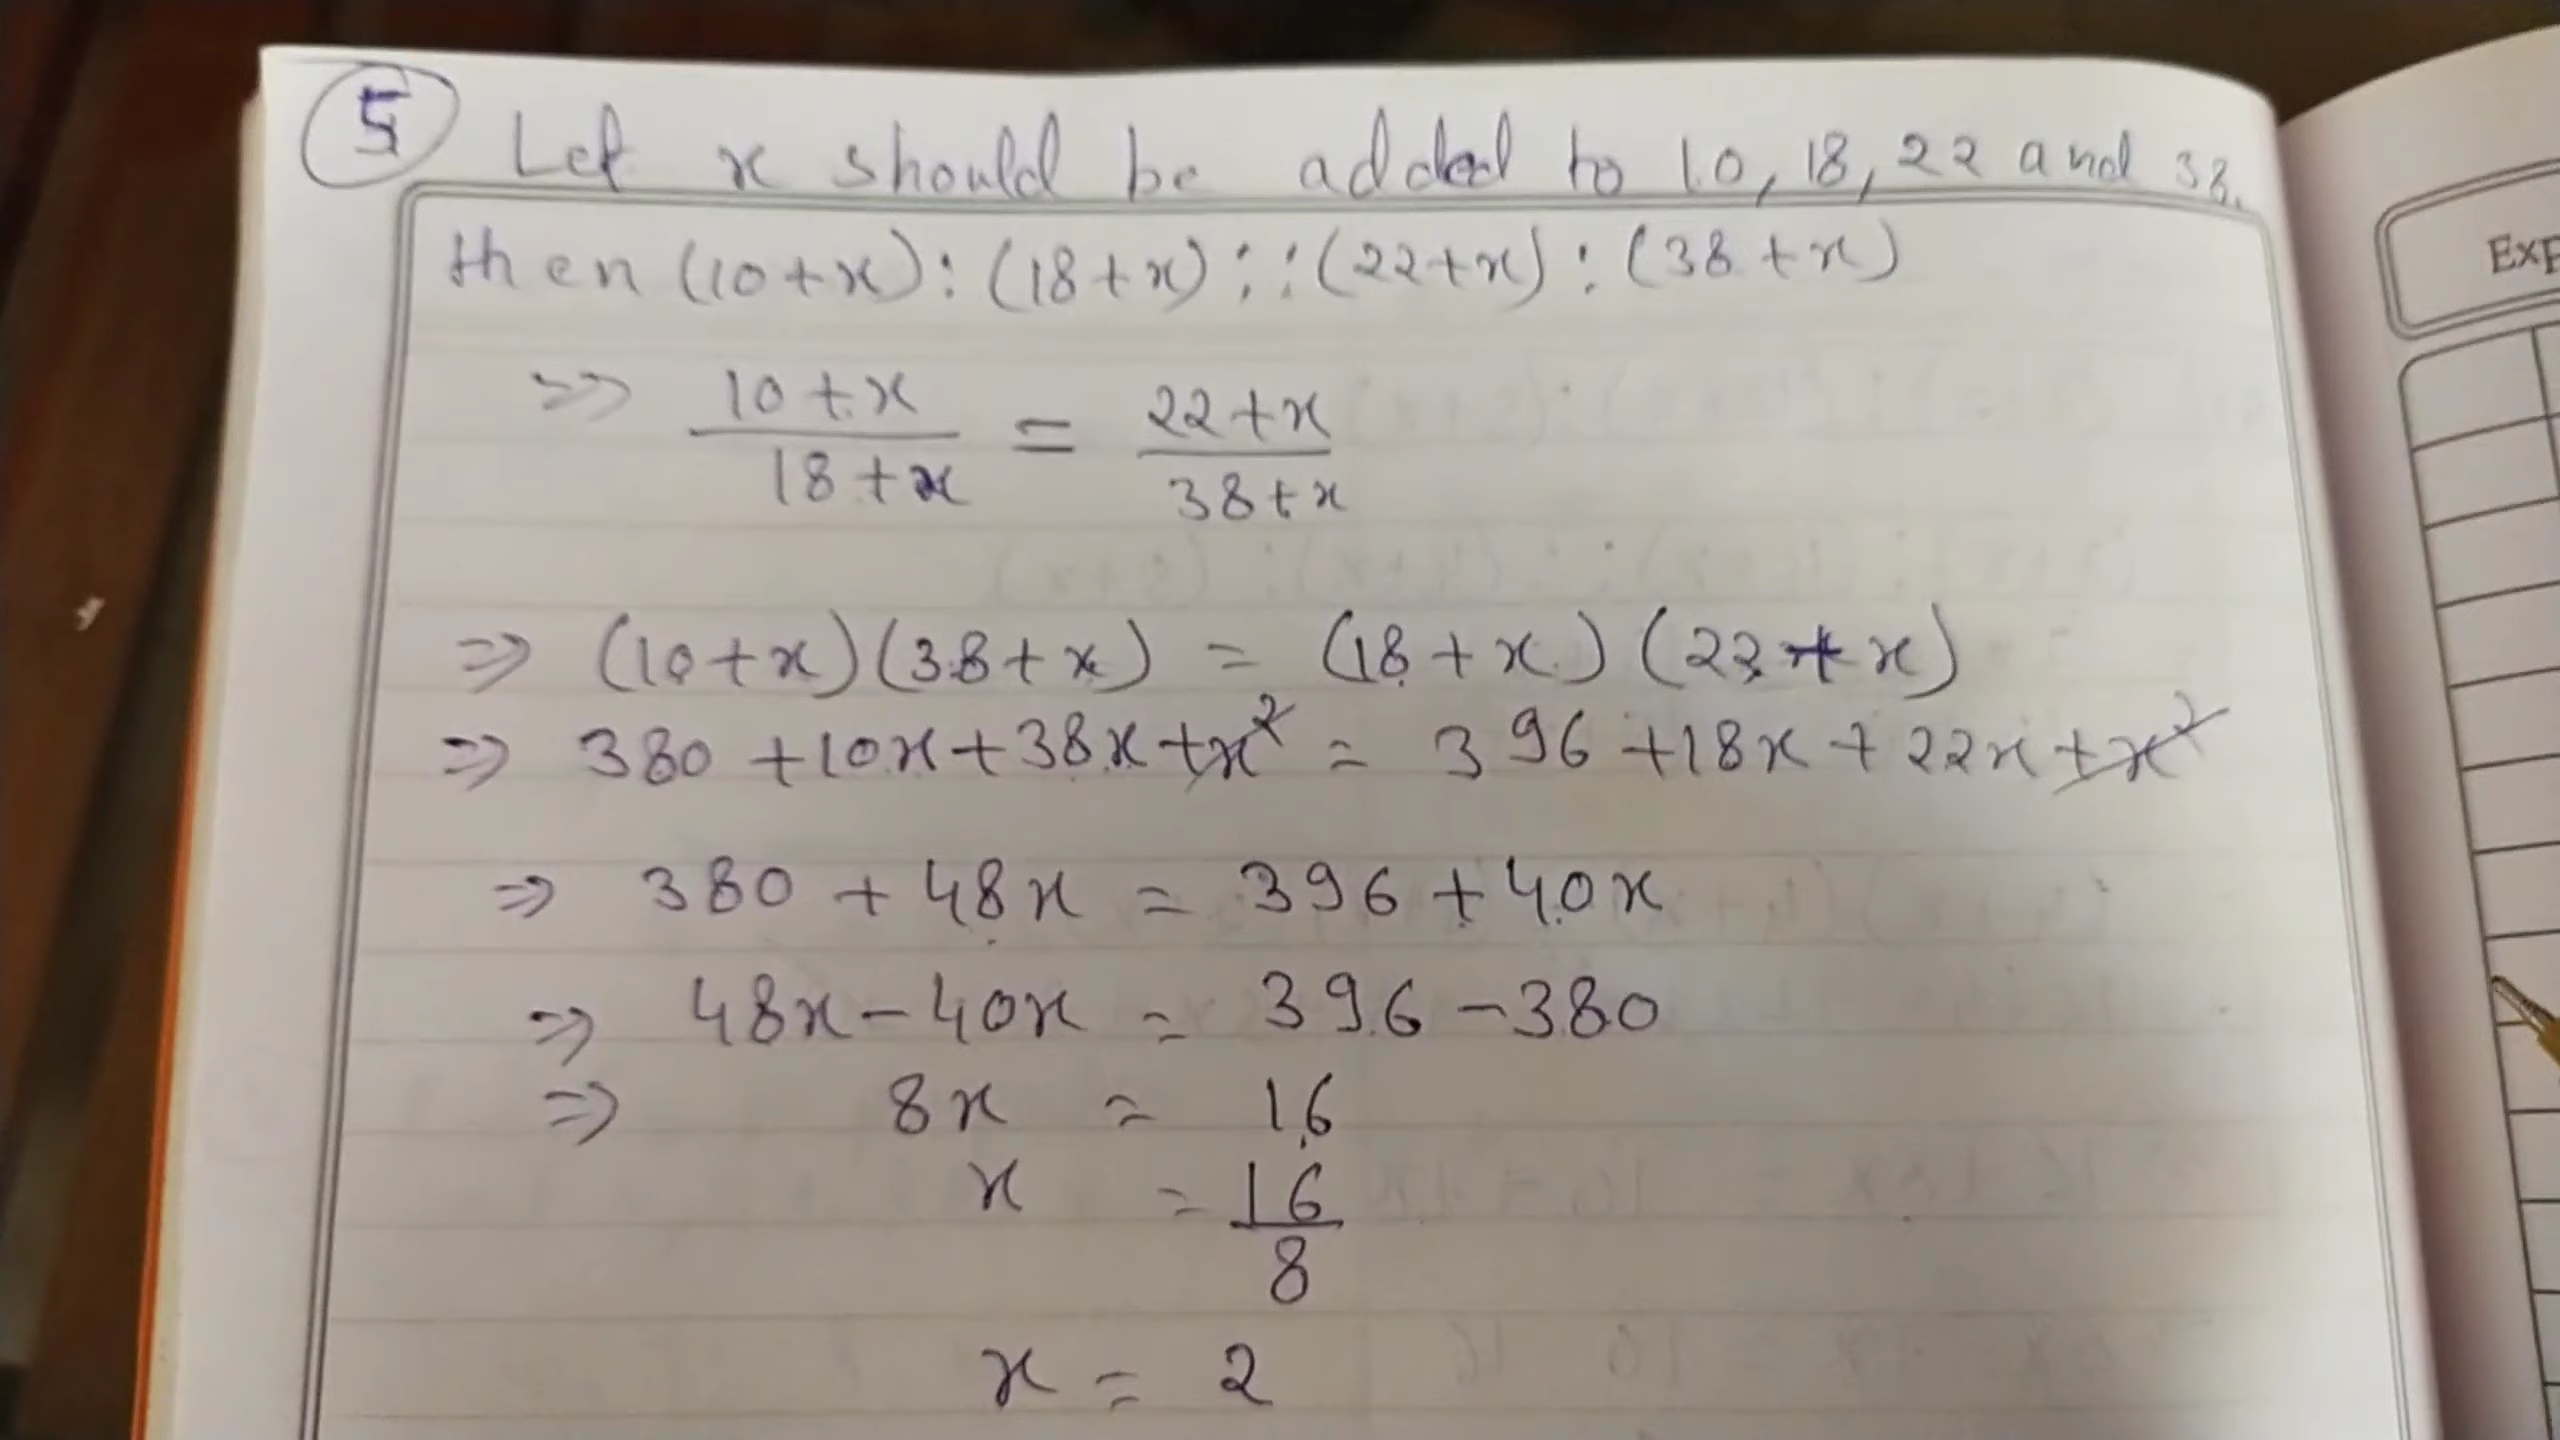 5 Let x should be added to 10, 18, 22 and 38.
then (10+x) : (18+x) :: (22+x) : (38+x)
⇒ 10+x/18+x = 22+x/38+x
⇒ (10+x)(38+x) = (18+x)(22+x)
⇒ 380+10x+38x+x² = 396+18x+22x+x²
⇒ 380+48x = 396+40x
⇒ 48x-40x = 396-380
⇒ 8x = 16
x = 16/8
x = 2